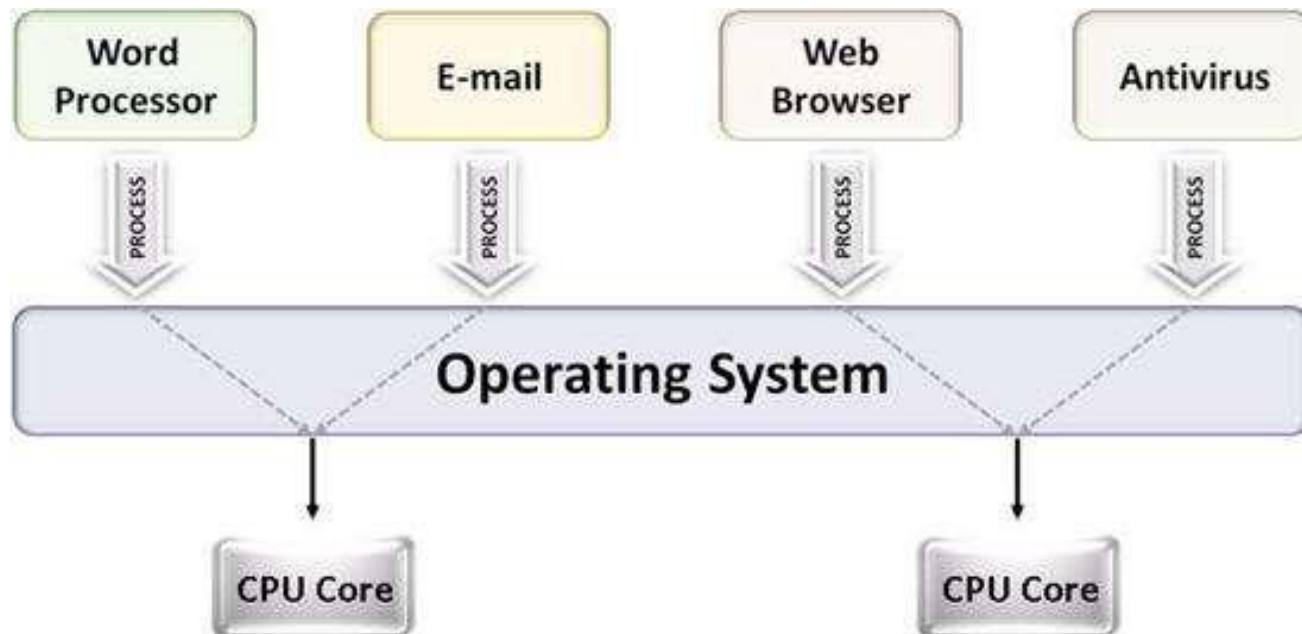 Word
Processor
E-mail
Web
Browser
Antivirus
PROCESS
PROCESS
PROCESS
PROCESS
Operating System
CPU Core
CPU Core